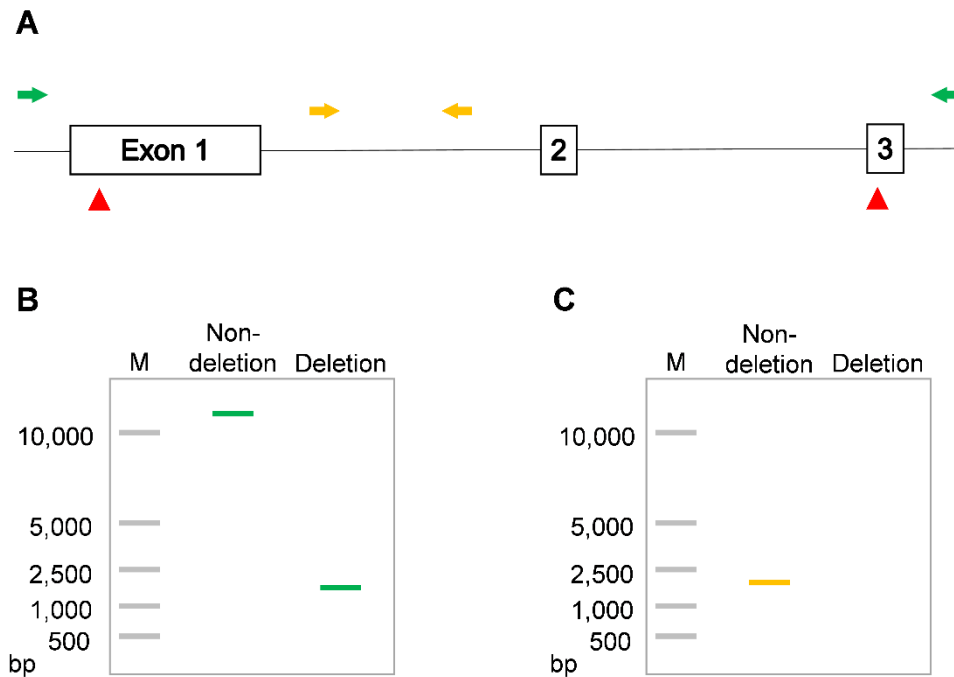 A
Exon 1
2
3
B
M
Non-
deletion
Deletion
10,000
5,000
2,500
1,000
500
bp
C
M
Non-
deletion
Deletion
10,000
5,000
2,500
1,000
500
bp